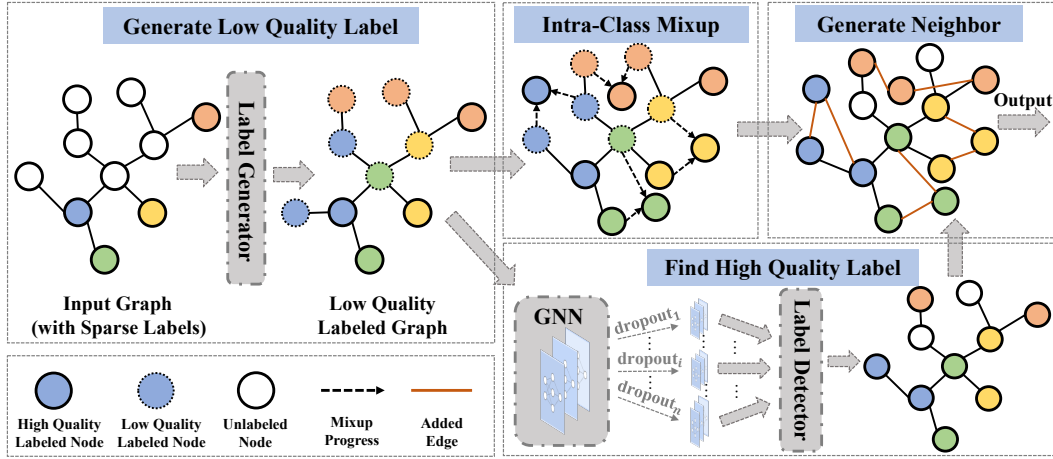 Generate Low Quality Label
Label Generator
Input Graph
(with Sparse Labels)
Low Quality
Labeled Graph
Intra-Class Mixup
Generate Neighbor
Output
Find High Quality Label
GNN
dropout1
dropouti
dropoutn
Label Detector
High Quality
Labeled Node
Low Quality
Labeled Node
Unlabeled
Node
Mixup
Progress
Added
Edge